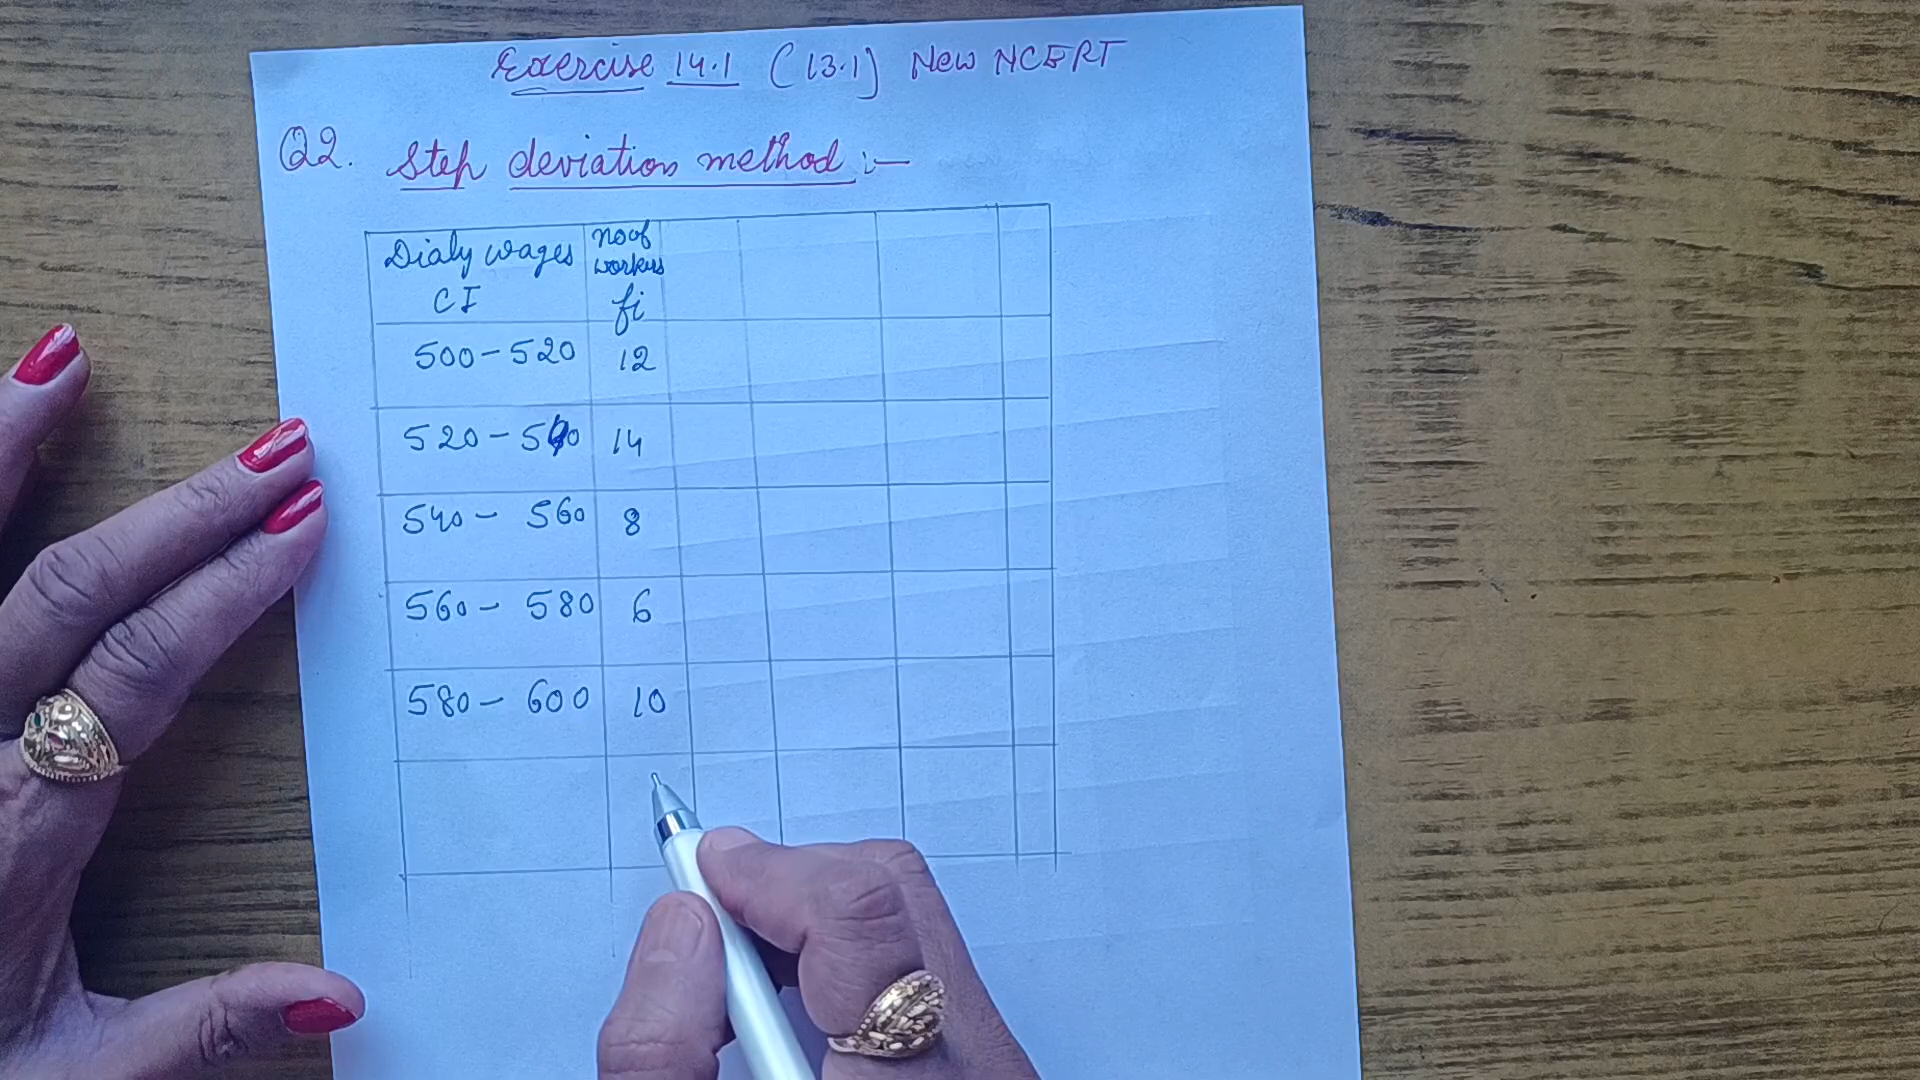 Exercise 14.1 (13.1) New NCERT
Q2. Step deviation method :-
Dialy wages
CI
no of
workers
fi
500 - 520 12
520 - 540 14
540 - 560 8
560 - 580 6
580 - 600 10